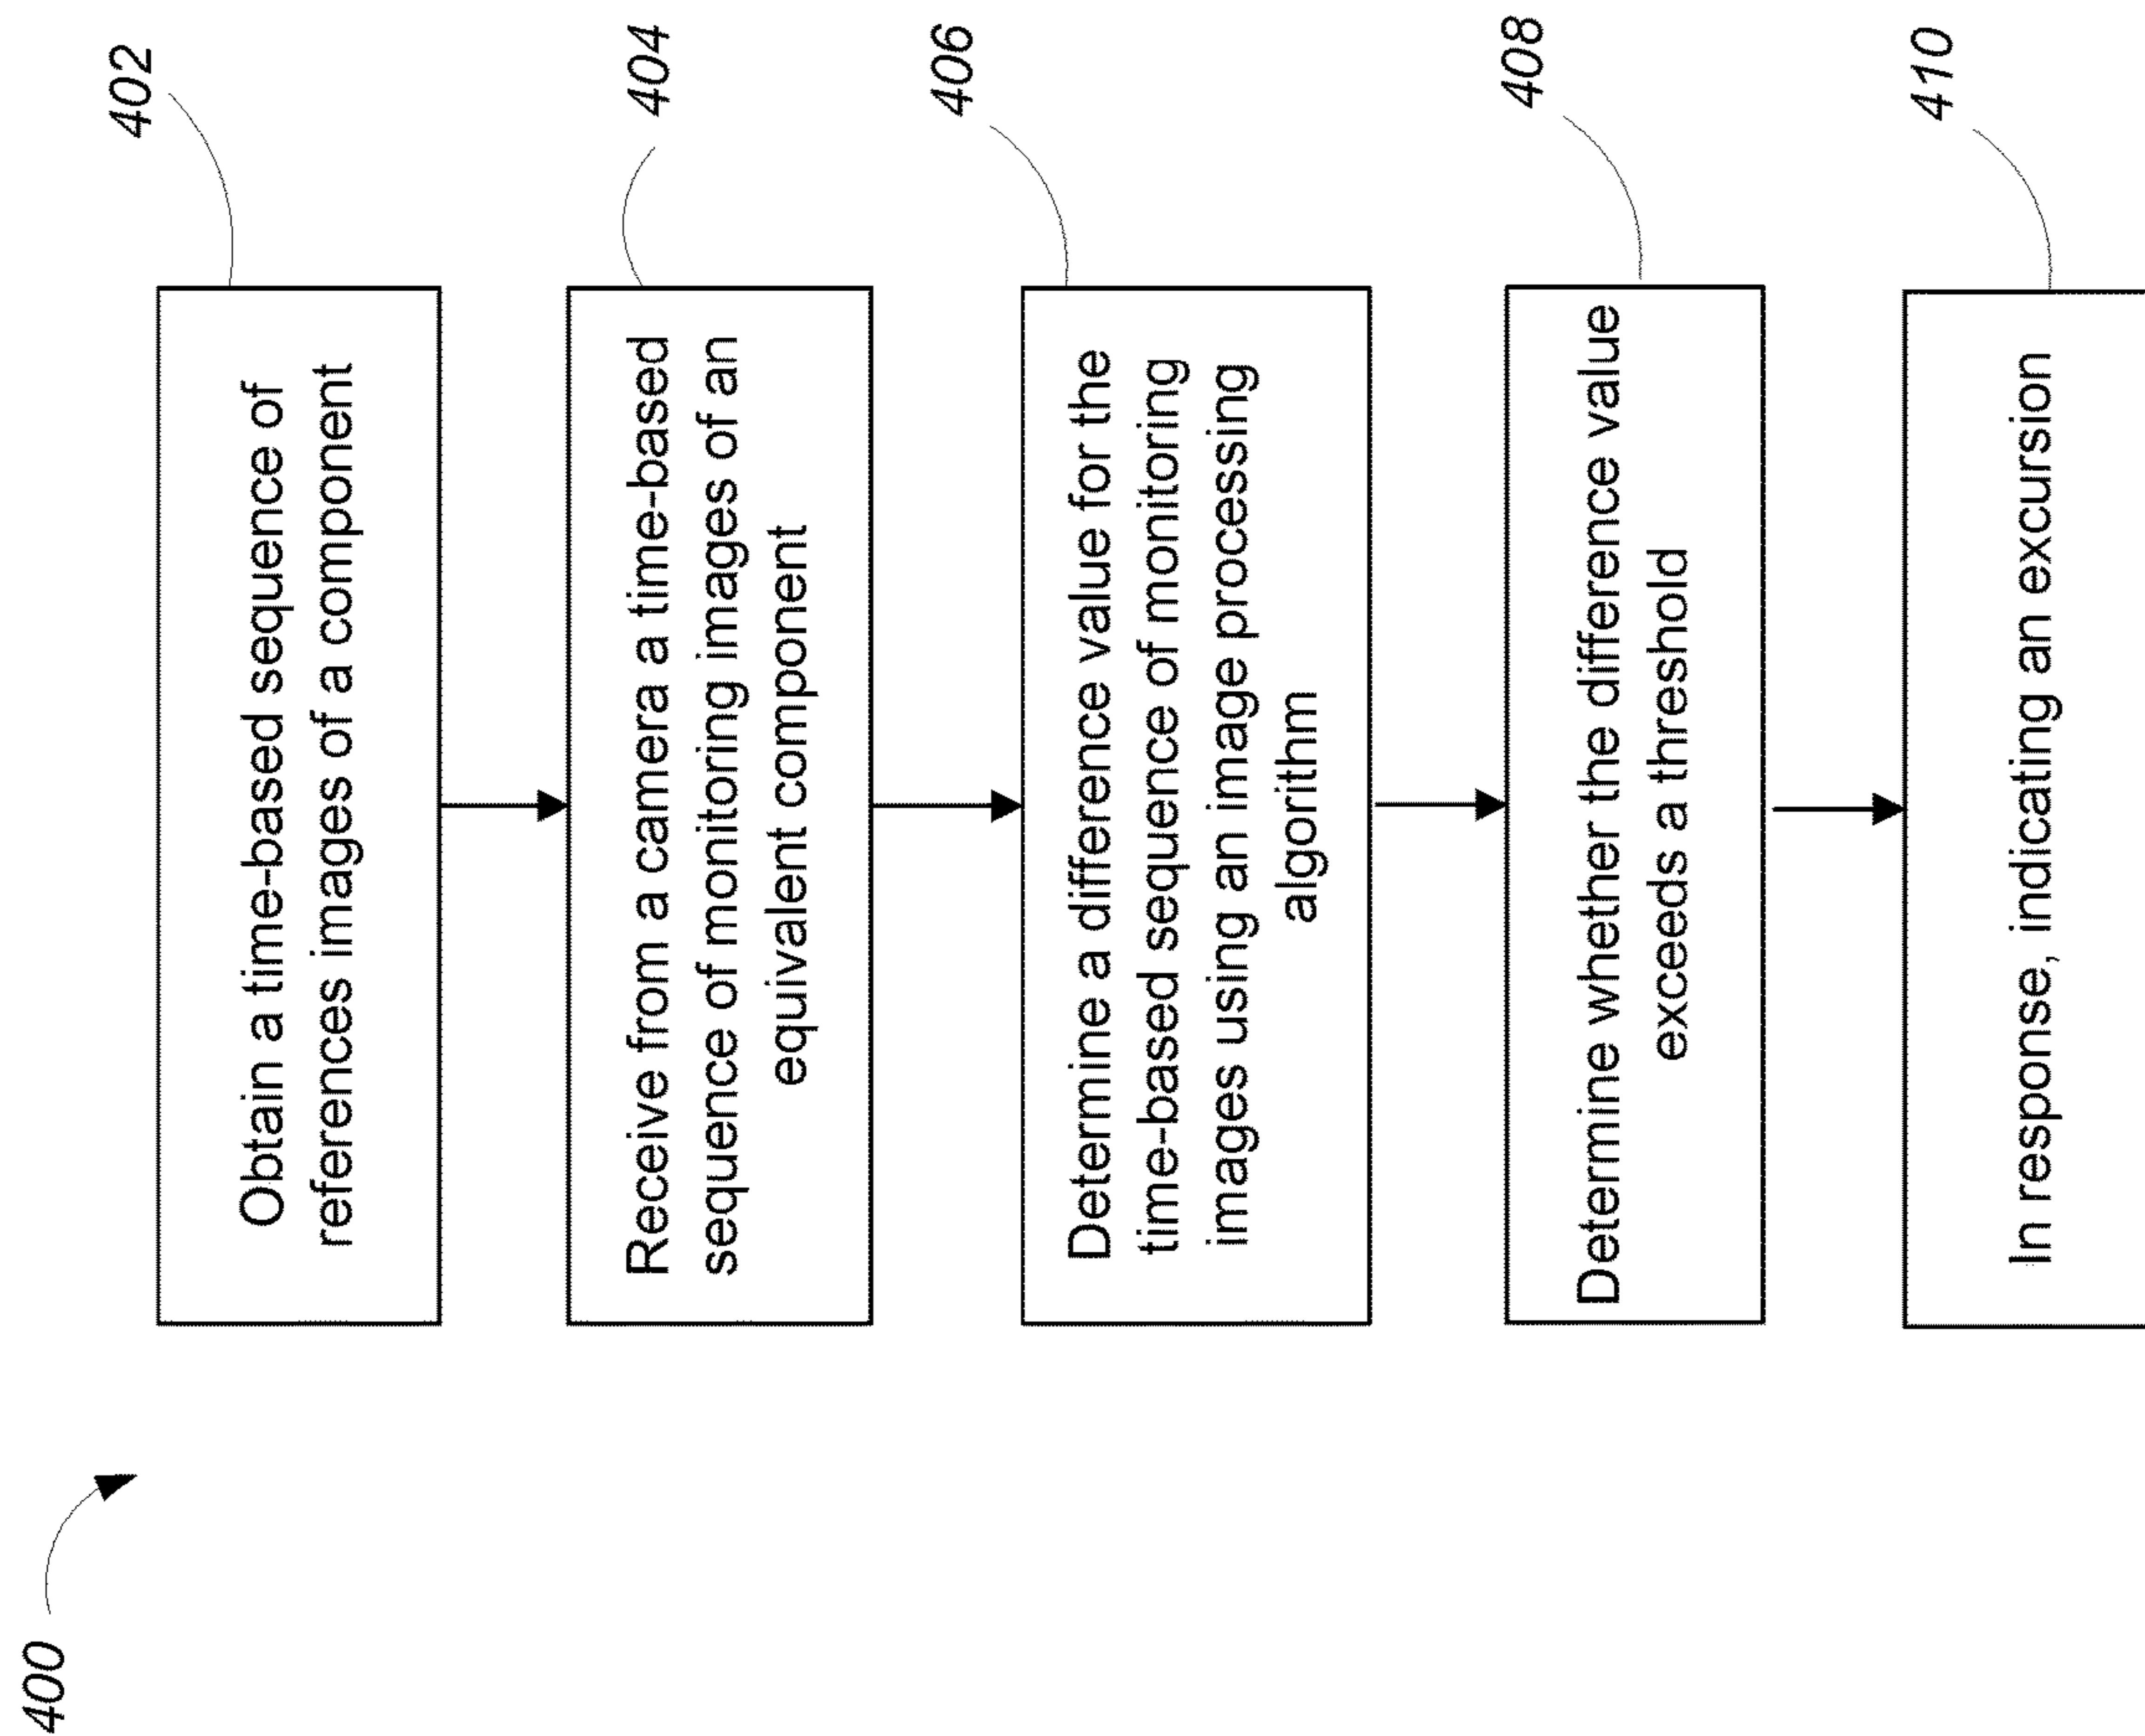 400
402
Obtain a time-based sequence of
references images of a component
404
Receive from a camera a time-based
sequence of monitoring images of an
equivalent component
406
Determine a difference value for the
time-based sequence of monitoring
images using an image processing
algorithm
408
Determine whether the difference value
exceeds a threshold
410
In response, indicating an excursion